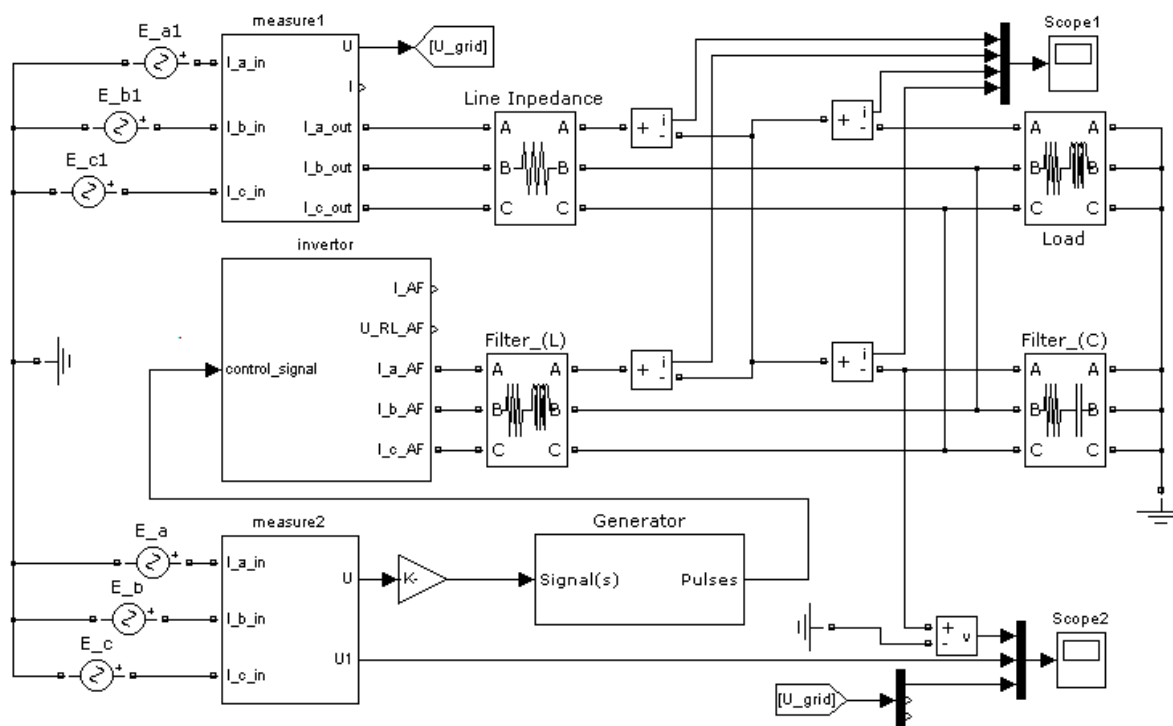 measure1
Scope1
E_a1
U
[U_grid]
I_a_in
I
Line Inpedance
E_b1
I_b_in
I_a_out
A A
i
+
-
i
+
-
A A
I_b_out
B B
B B
E_c1
I_c_in
I_c_out
C C
C C
Load
invertor
I_AF
U_RL_AF
Filter_(L)
Filter_(C)
control_signal
I_a_AF
A A
i
+
-
i
+
-
A A
I_b_AF
B B
B B
I_c_AF
C C
C C
measure2
Generator
E_a
I_a_in
U
K-
Signal(s) Pulses
E_b
I_b_in
Scope2
+
-
v
E_c
U1
I_c_in
[U_grid]